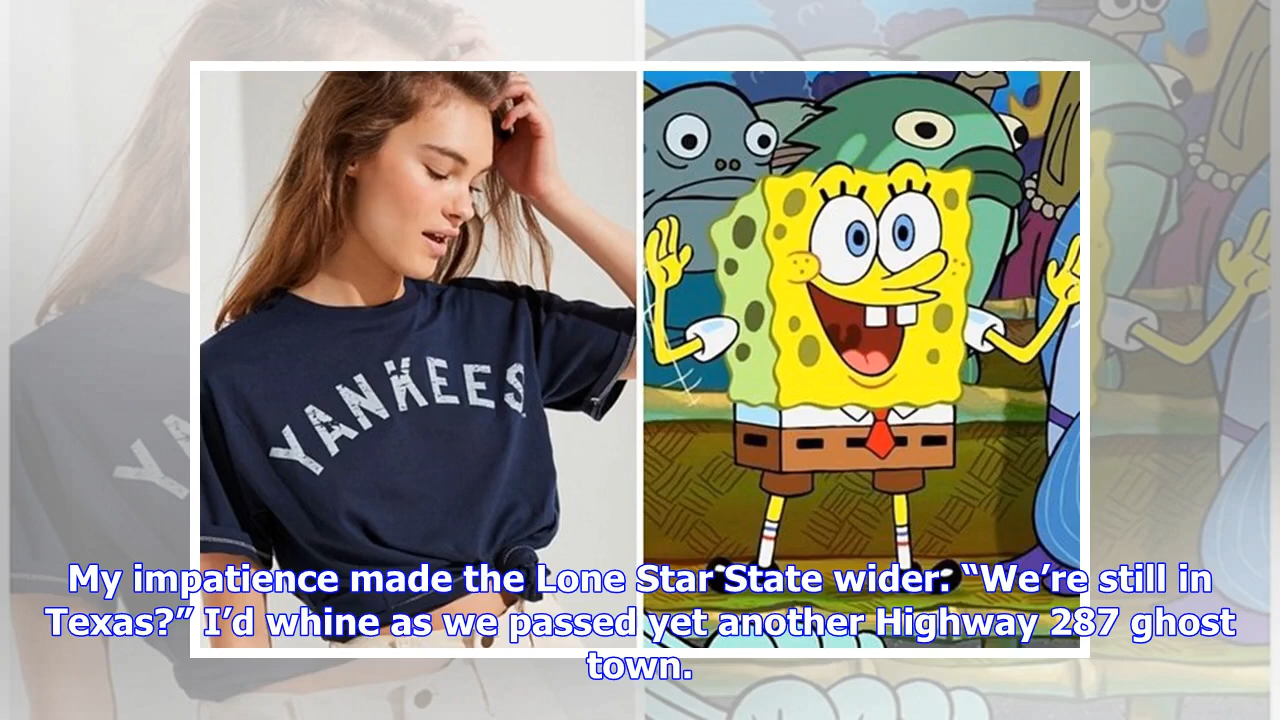 YANKEES
My impatience made the Lone Star State wider: “We’re still in
Texas?” I’d whine as we passed yet another Highway 287 ghost
town.